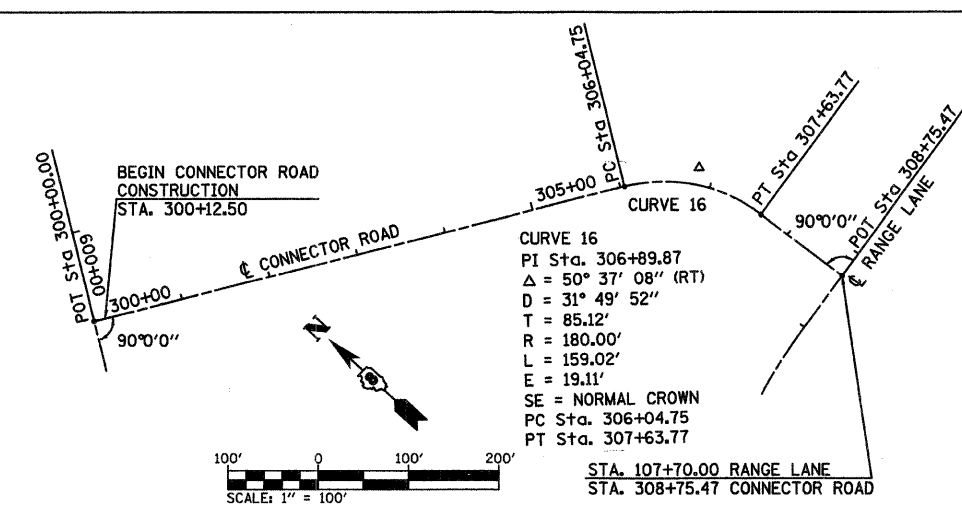 POT Sta 300+00.00
600+00
BEGIN CONNECTOR ROAD
CONSTRUCTION
STA. 300+12.50
300+00
90°0'0"
℄ CONNECTOR ROAD
305+00
PC Sta 306+04.75
Δ
CURVE 16
PT Sta 307+63.77
90°0'0"
POT Sta 308+75.47
℄ RANGE LANE
CURVE 16
PI Sta. 306+89.87
Δ = 50° 37' 08" (RT)
D = 31° 49' 52"
T = 85.12'
R = 180.00'
L = 159.02'
E = 19.11'
SE = NORMAL CROWN
PC Sta. 306+04.75
PT Sta. 307+63.77
N
100' 0 100' 200'
SCALE: 1" = 100'
STA. 107+70.00 RANGE LANE
STA. 308+75.47 CONNECTOR ROAD